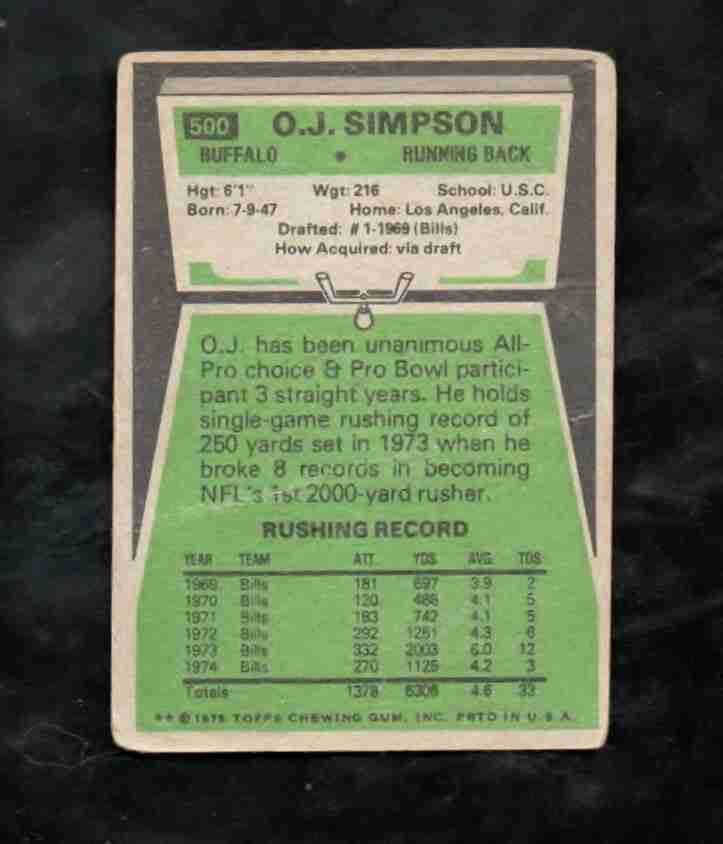 500 O.J. SIMPSON
BUFFALO • RUNNING BACK
Hgt: 6'1" Wgt: 216 School: U.S.C.
Born: 7-9-47 Home: Los Angeles, Calif.
Drafted: #1-1969 (Bills)
How Acquired: via draft
O.J. has been unanimous All-
Pro choice & Pro Bowl partici-
pant 3 straight years. He holds
single-game rushing record of
250 yards set in 1973 when he
broke 8 records in becoming
NFL's 1st 2000-yard rusher.
RUSHING RECORD
YEAR TEAM ATT. YDS. AVG. TDS
1969 Bills 181 697 3.9 2
1970 Bills 120 488 4.1 5
1971 Bills 183 742 4.1 5
1972 Bills 292 1251 4.3 6
1973 Bills 332 2003 6.0 12
1974 Bills 270 1125 4.2 3
Totals 1378 6306 4.6 33
** © 1975 TOPPS CHEWING GUM, INC. PRTD IN U.S.A.